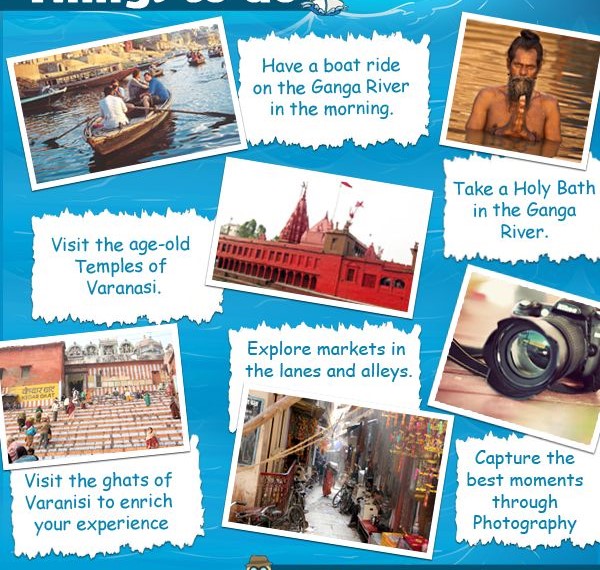 Things to do
Have a boat ride
on the Ganga River
in the morning.
Take a Holy Bath
in the Ganga
River.
Visit the age-old
Temples of
Varanasi.
Explore markets in
the lanes and alleys.
केदार घाट
KEDAR GHAT
Visit the ghats of
Varanisi to enrich
your experience
Capture the
best moments
through
Photography